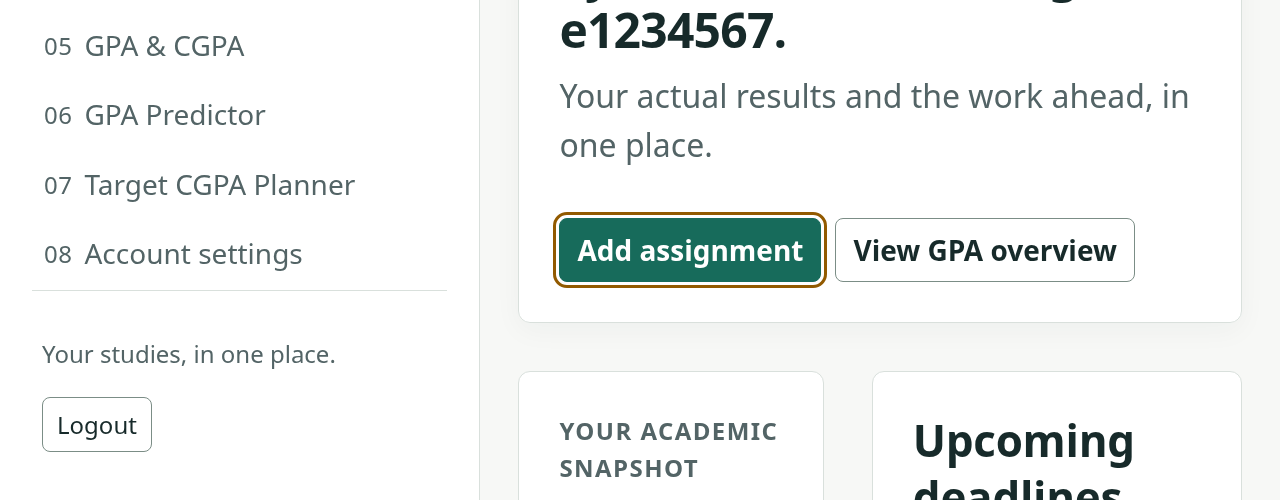 05 GPA & CGPA
06 GPA Predictor
07 Target CGPA Planner
08 Account settings
Your studies, in one place.
Logout
e1234567.
Your actual results and the work ahead, in
one place.
Add assignment
View GPA overview
YOUR ACADEMIC
SNAPSHOT
Upcoming
deadlines